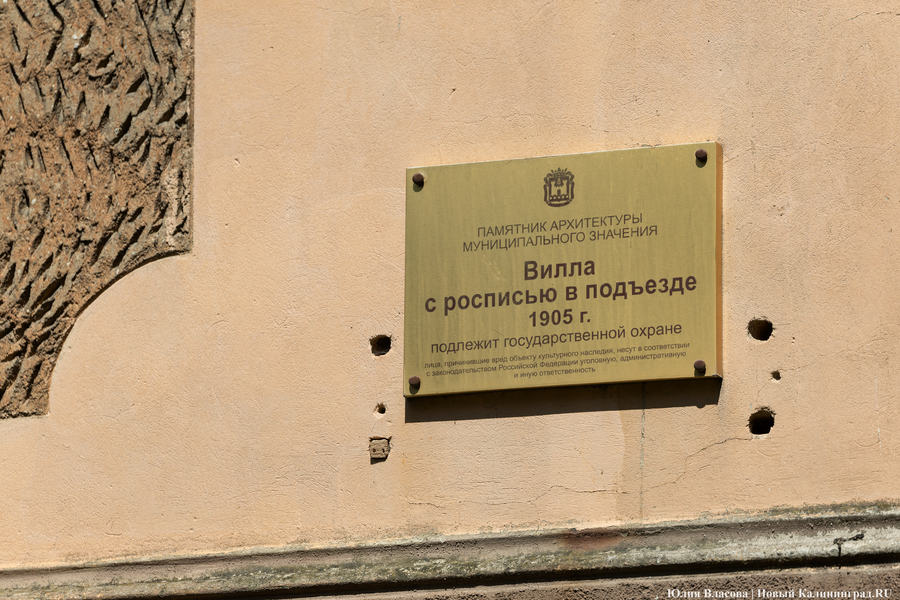 ПАМЯТНИК АРХИТЕКТУРЫ
МУНИЦИПАЛЬНОГО ЗНАЧЕНИЯ
Вилла
с росписью в подъезде
1905 г.
подлежит государственной охране
лица, причинившие вред объекту культурного наследия, несут в соответствии
с законодательством Российской Федерации уголовную, административную
и иную ответственность
Юлия Власова | Новый Калининград.RU